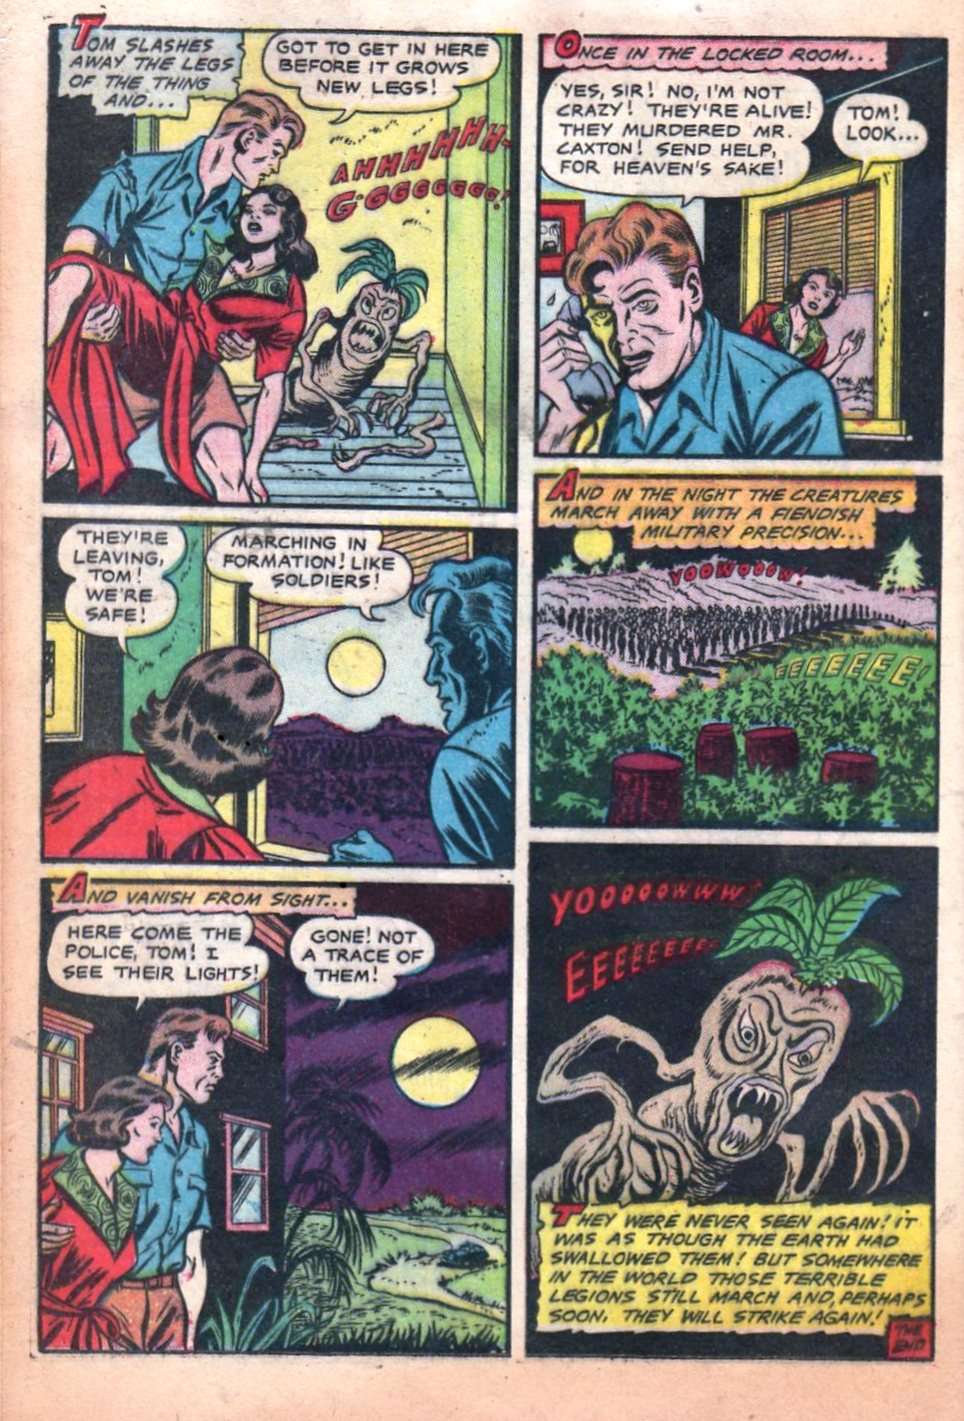 TOM SLASHES
AWAY THE LEGS
OF THE THING
AND...
GOT TO GET IN HERE
BEFORE IT GROWS
NEW LEGS!
AHHHHHH-
G-GGGGGGGG!
ONCE IN THE LOCKED ROOM...
YES, SIR! NO, I'M NOT
CRAZY! THEY'RE ALIVE!
THEY MURDERED MR.
CAXTON! SEND HELP,
FOR HEAVEN'S SAKE!
TOM!
LOOK...
THEY'RE
LEAVING,
TOM!
WE'RE
SAFE!
MARCHING IN
FORMATION! LIKE
SOLDIERS!
AND IN THE NIGHT THE CREATURES
MARCH AWAY WITH A FIENDISH
MILITARY PRECISION...
YOOWOOOW!
EEEEEEE!
AND VANISH FROM SIGHT...
HERE COME THE
POLICE, TOM! I
SEE THEIR LIGHTS!
GONE! NOT
A TRACE OF
THEM!
YOOOOOWWW!
EEEEEEEE-
THEY WERE NEVER SEEN AGAIN! IT
WAS AS THOUGH THE EARTH HAD
SWALLOWED THEM! BUT SOMEWHERE
IN THE WORLD THOSE TERRIBLE
LEGIONS STILL MARCH AND, PERHAPS
SOON, THEY WILL STRIKE AGAIN!
THE
END